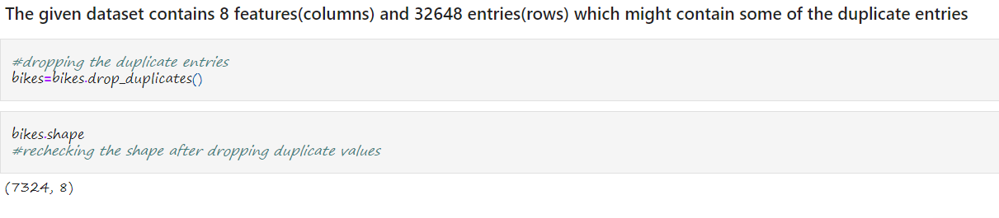 The given dataset contains 8 features(columns) and 32648 entries(rows) which might contain some of the duplicate entries
#dropping the duplicate entries
bikes=bikes.drop_duplicates()
bikes.shape
#rechecking the shape after dropping duplicate values
(7324, 8)